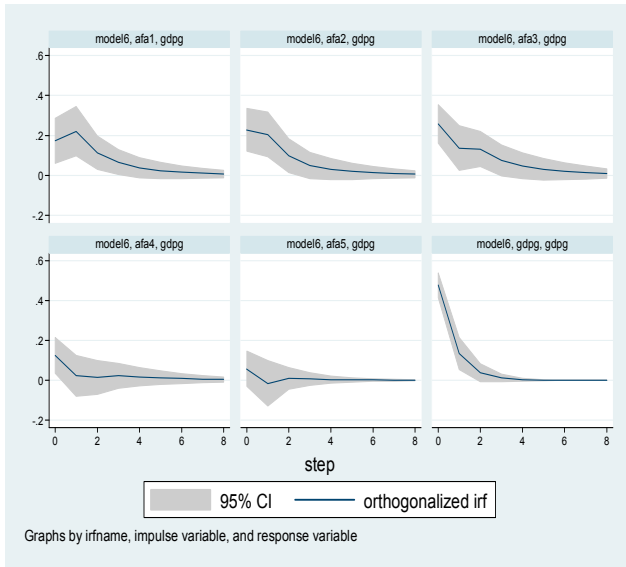 model6, afa1, gdpg
model6, afa2, gdpg
model6, afa3, gdpg
.6
.4
.2
0
-.2
model6, afa4, gdpg
model6, afa5, gdpg
model6, gdpg, gdpg
.6
.4
.2
0
-.2
0 2 4 6 8
0 2 4 6 8
0 2 4 6 8
step
95% CI
orthogonalized irf
Graphs by irfname, impulse variable, and response variable